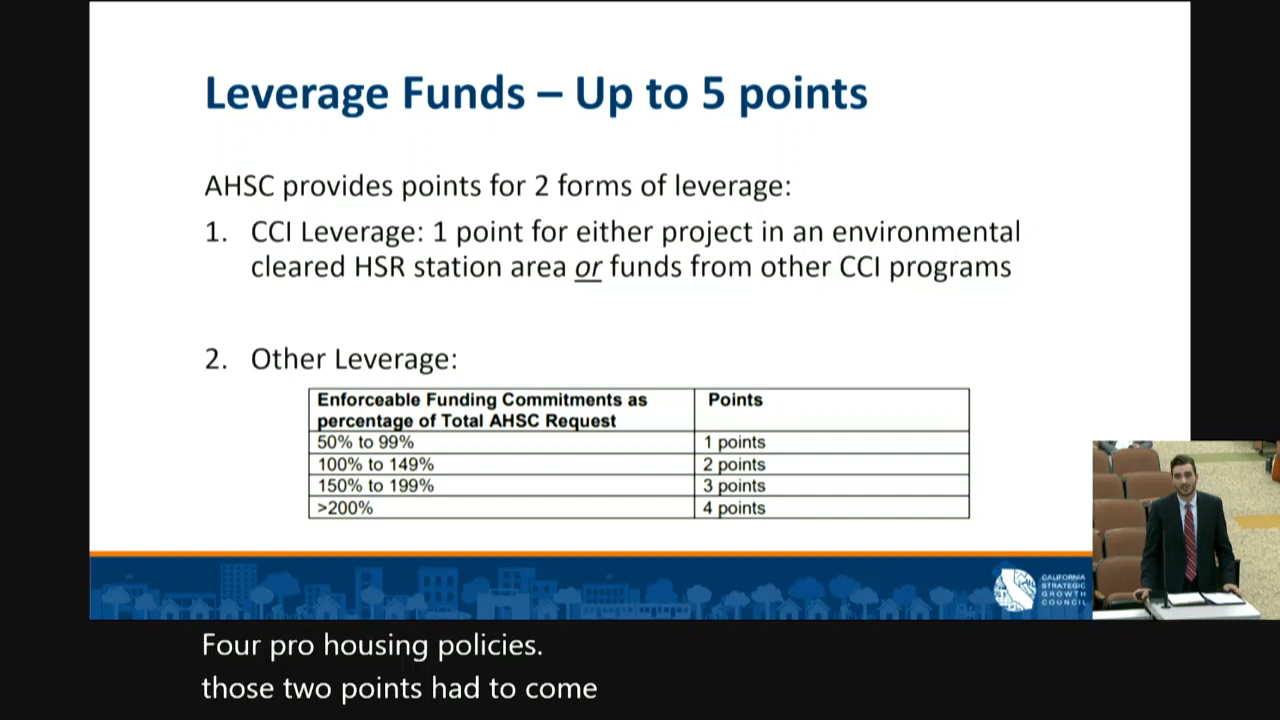 Leverage Funds – Up to 5 points
AHSC provides points for 2 forms of leverage:
1. CCI Leverage: 1 point for either project in an environmental
cleared HSR station area or funds from other CCI programs
2. Other Leverage:
Enforceable Funding Commitments as
percentage of Total AHSC Request
Points
50% to 99% 1 points
100% to 149% 2 points
150% to 199% 3 points
>200% 4 points
CALIFORNIA
STRATEGIC
GROWTH
COUNCIL
Four pro housing policies.
those two points had to come